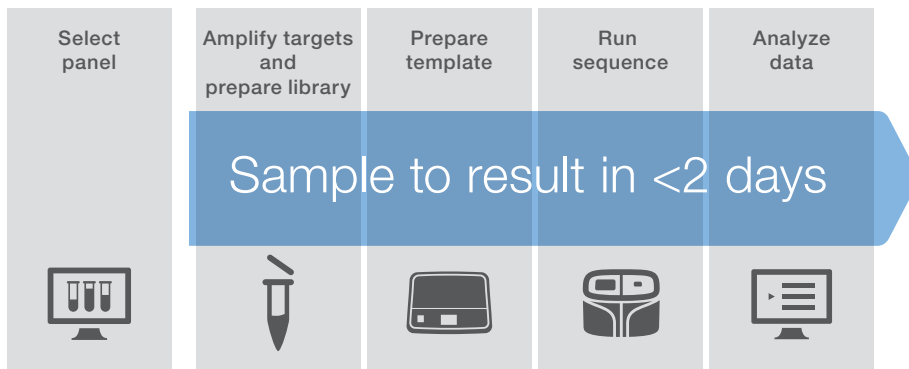 Select
panel
Amplify targets
and
prepare library
Prepare
template
Run
sequence
Analyze
data
Sample to result in <2 days